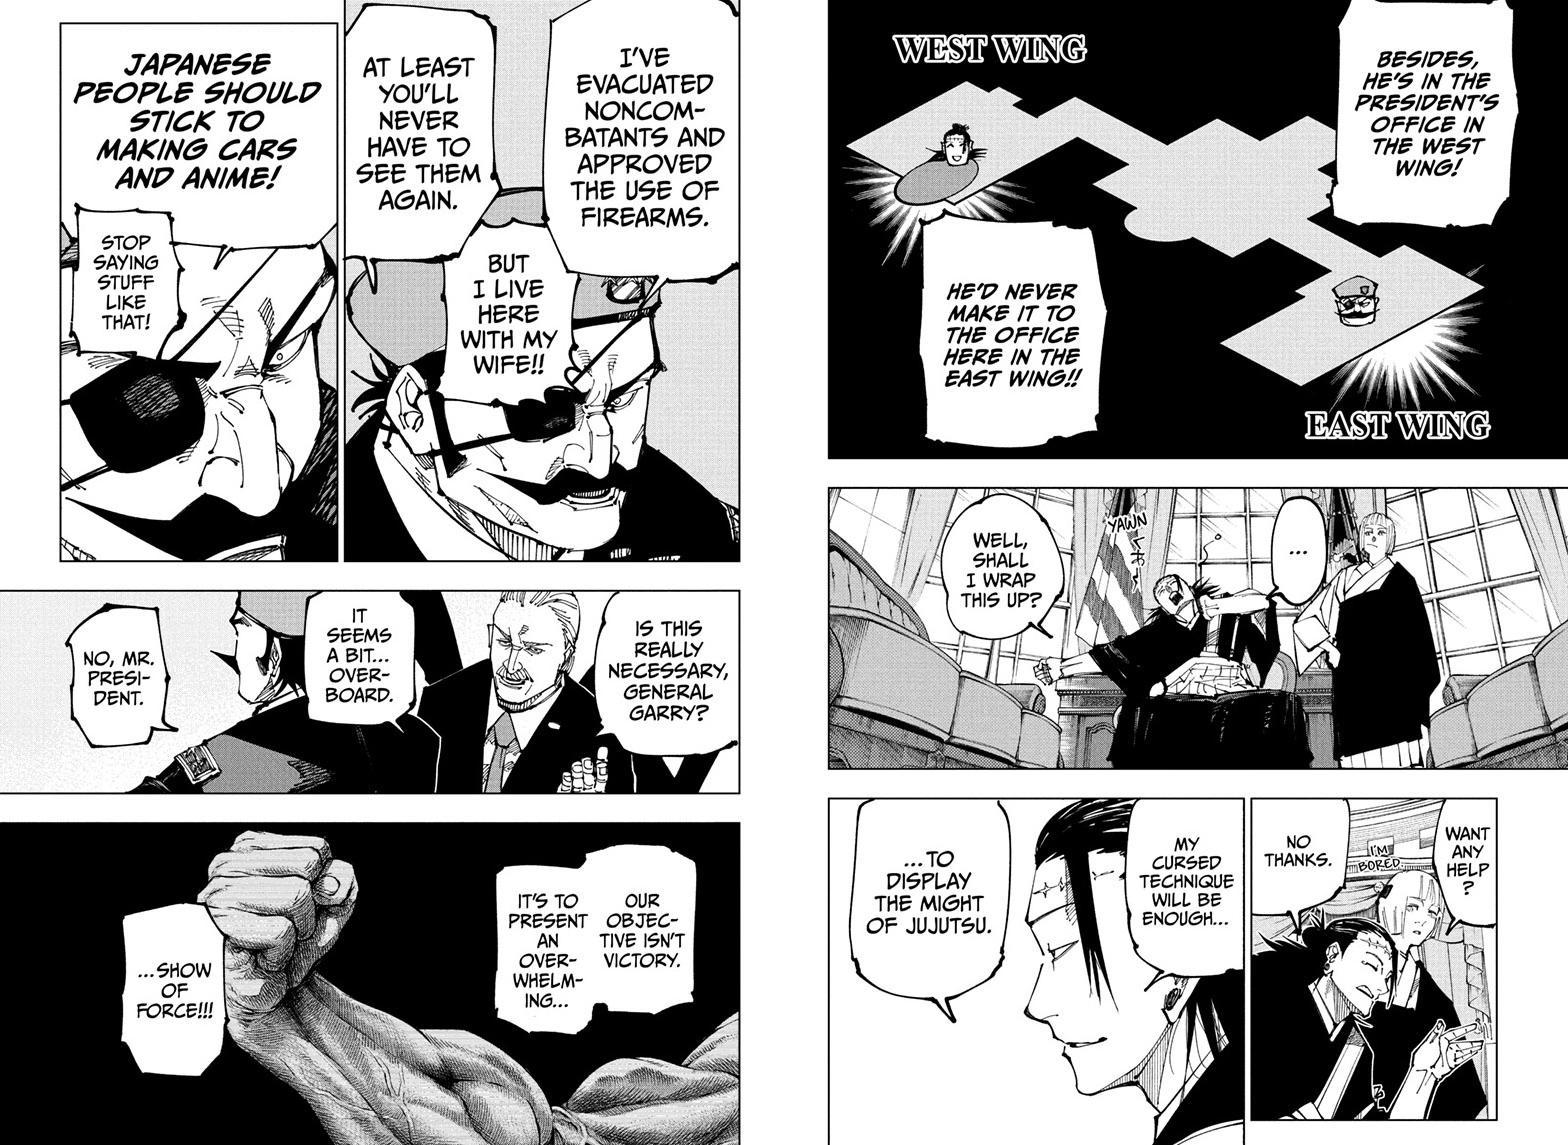 BESIDES,
HE'S IN THE
PRESIDENT'S
OFFICE IN
THE WEST
WING!
WEST WING
HE'D NEVER
MAKE IT TO
THE OFFICE
HERE IN THE
EAST WING!!
EAST WING
...
YAWN
WELL,
SHALL
I WRAP
THIS UP?
WANT
ANY
HELP
?
I'M
BORED.
NO
THANKS.
MY
CURSED
TECHNIQUE
WILL BE
ENOUGH...
...TO
DISPLAY
THE MIGHT
OF JUJUTSU.
I'VE
EVACUATED
NONCOM-
BATANTS AND
APPROVED
THE USE OF
FIREARMS.
AT LEAST
YOU'LL
NEVER
HAVE TO
SEE THEM
AGAIN.
BUT
I LIVE
HERE
WITH MY
WIFE!!
JAPANESE
PEOPLE SHOULD
STICK TO
MAKING CARS
AND ANIME!
STOP
SAYING
STUFF
LIKE
THAT!
IS THIS
REALLY
NECESSARY,
GENERAL
GARRY?
IT
SEEMS
A BIT...
OVER-
BOARD.
NO, MR.
PRESI-
DENT.
OUR
OBJEC-
TIVE ISN'T
VICTORY.
IT'S TO
PRESENT
AN
OVER-
WHELM-
ING...
...SHOW
OF
FORCE!!!